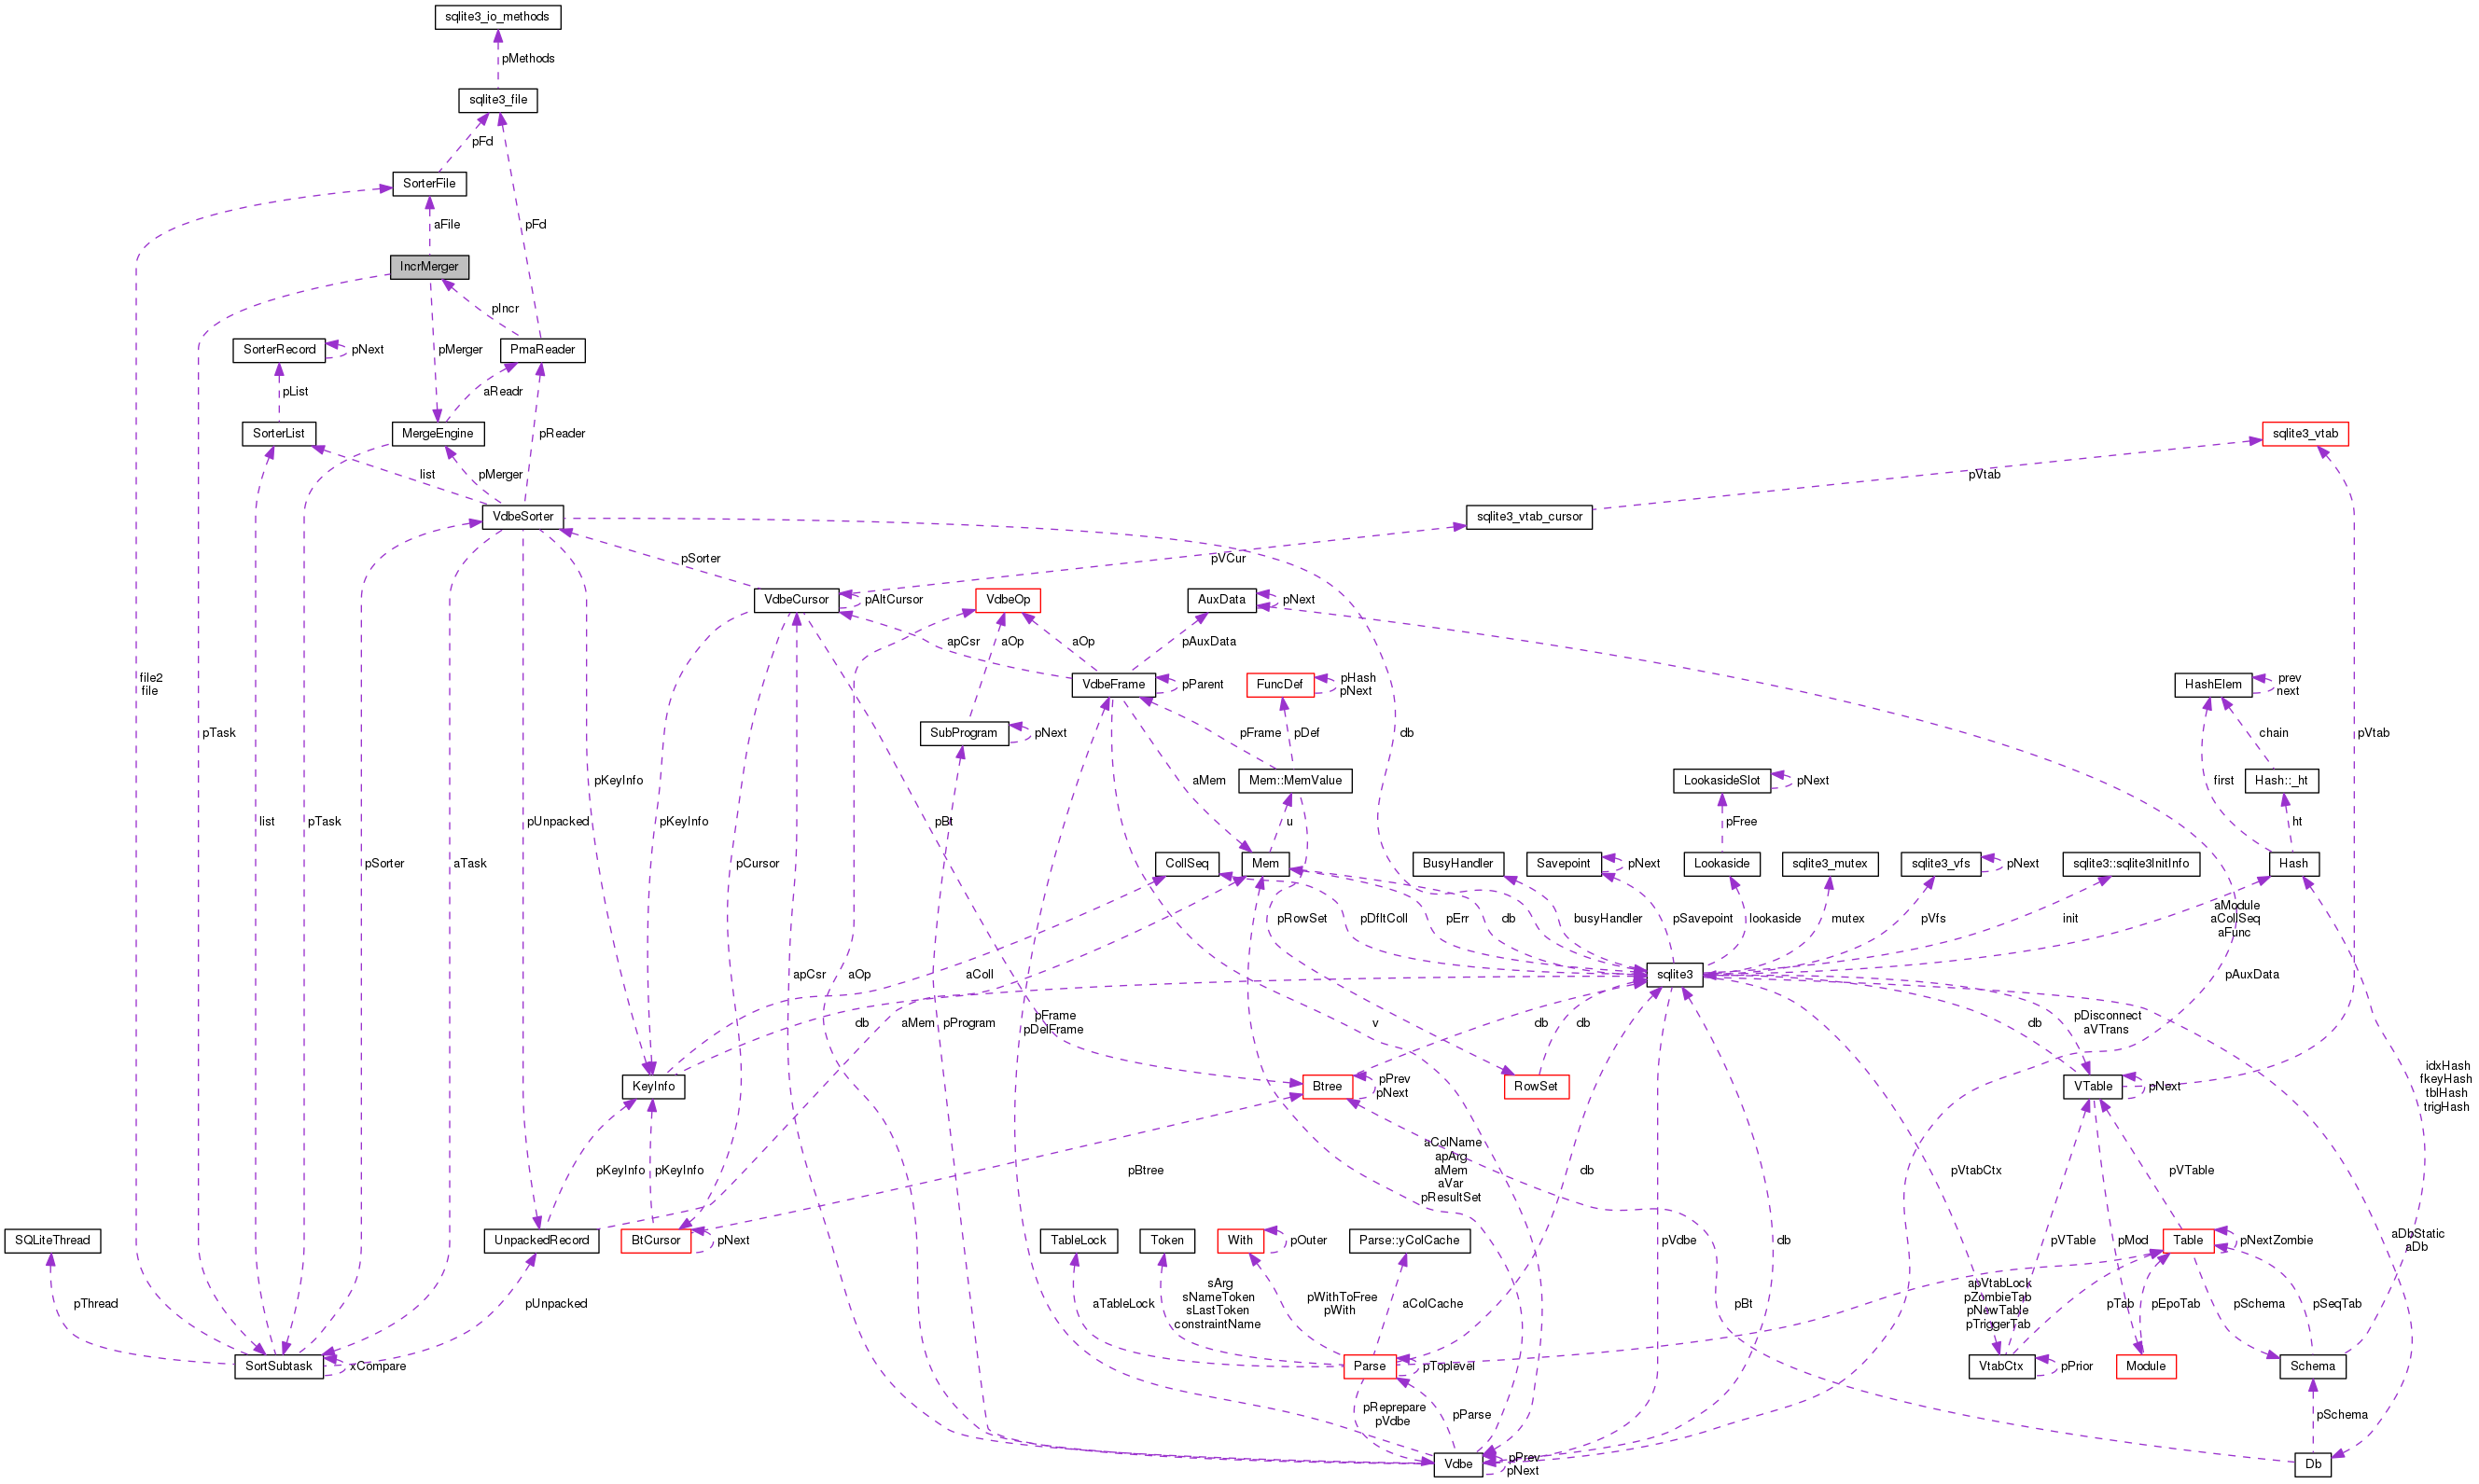 sqlite3_io_methods
pMethods
sqlite3_file
pFd
SorterFile
pFd
aFile
IncrMerger
pIncr
SorterRecord
pNext
pMerger
PmaReader
pList
aReadr
SorterList
MergeEngine
pReader
sqlite3_vtab
list
pMerger
pVtab
VdbeSorter
sqlite3_vtab_cursor
pSorter
pVCur
VdbeCursor
pAltCursor
VdbeOp
AuxData
pNext
apCsr
aOp
aOp
pAuxData
file2
file
VdbeFrame
pParent
FuncDef
pHash
pNext
HashElem
prev
next
pTask
SubProgram
pNext
pFrame
pDef
db
chain
pVtab
pKeyInfo
aMem
Mem::MemValue
LookasideSlot
pNext
first
Hash::_ht
list
pTask
pUnpacked
pKeyInfo
pBt
u
pFree
ht
pSorter
aTask
pCursor
CollSeq
Mem
BusyHandler
Savepoint
pNext
Lookaside
sqlite3_mutex
sqlite3_vfs
pNext
sqlite3::sqlite3InitInfo
Hash
pRowSet
pDfltColl
pErr
db
busyHandler
pSavepoint
lookaside
mutex
pVfs
init
aModule
aCollSeq
aFunc
apCsr
aOp
aColl
sqlite3
pAuxData
db
aMem
pProgram
pFrame
pDelFrame
v
db
db
db
pDisconnect
aVTrans
KeyInfo
Btree
pPrev
pNext
RowSet
VTable
pNext
idxHash
fkeyHash
tblHash
trigHash
pKeyInfo
pKeyInfo
pBtree
aColName
apArg
aMem
aVar
pResultSet
db
pVtabCtx
pVTable
SQLiteThread
UnpackedRecord
BtCursor
pNext
TableLock
Token
With
pOuter
Parse::yColCache
pVdbe
db
pVTable
pMod
Table
pNextZombie
aDbStatic
aDb
pThread
pUnpacked
aTableLock
sArg
sNameToken
sLastToken
constraintName
pWithToFree
pWith
aColCache
pBt
apVtabLock
pZombieTab
pNewTable
pTriggerTab
pTab
pEpoTab
pSchema
pSeqTab
SortSubtask
xCompare
Parse
pToplevel
VtabCtx
pPrior
Module
Schema
pReprepare
pVdbe
pParse
pSchema
Vdbe
pPrev
pNext
Db